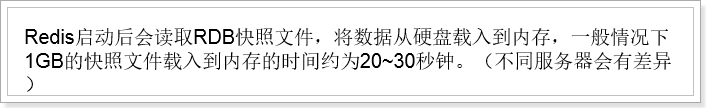 Redis启动后会读取RDB快照文件，将数据从硬盘载入到内存，一般情况下
1GB的快照文件载入到内存的时间约为20~30秒钟。（不同服务器会有差异
）